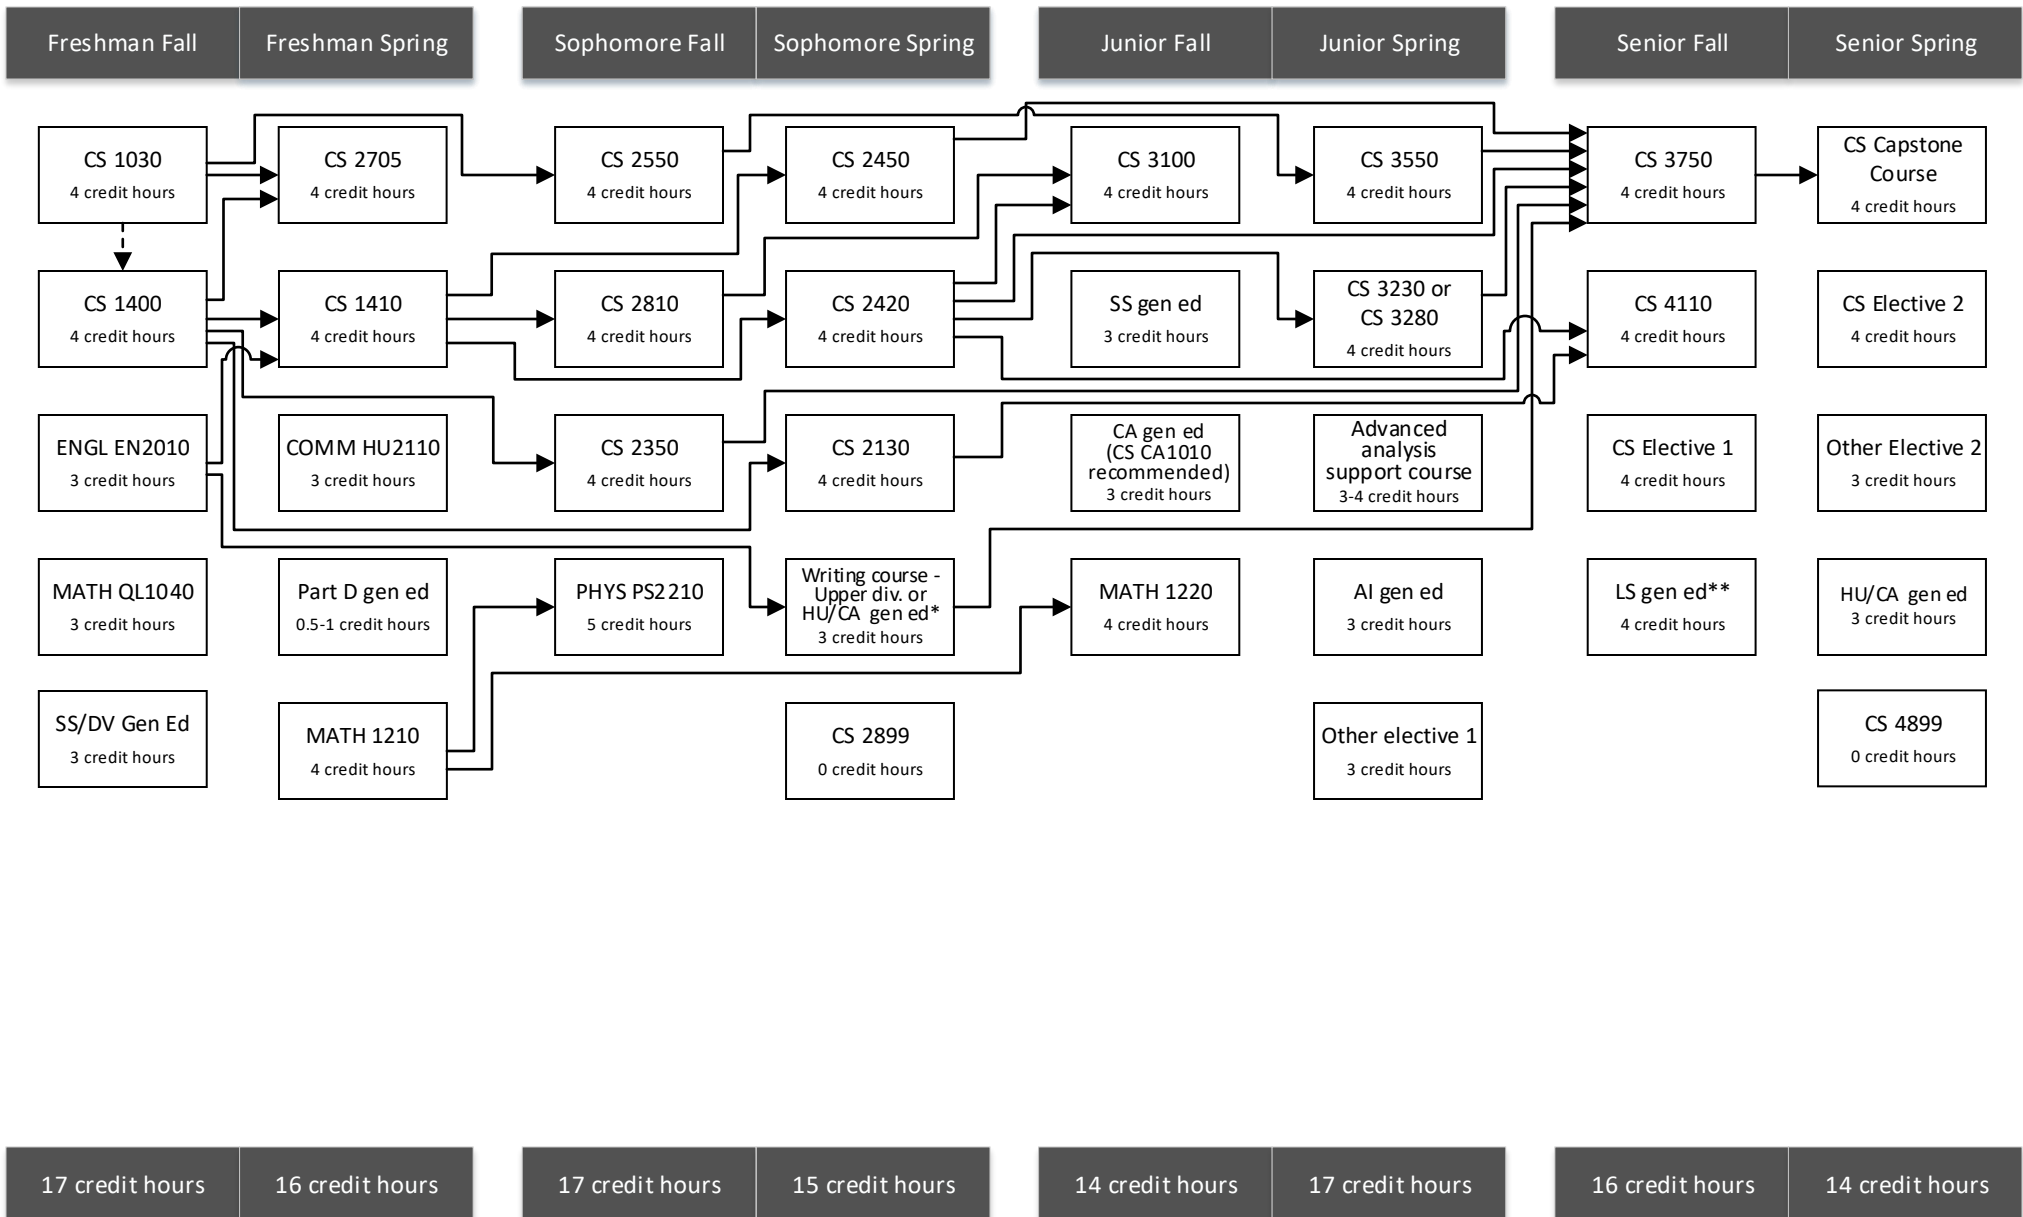 Freshman Fall
Freshman Spring
Sophomore Fall
Sophomore Spring
Junior Fall
Junior Spring
Senior Fall
Senior Spring
CS 1030
4 credit hours
CS 2705
4 credit hours
CS 2550
4 credit hours
CS 2450
4 credit hours
CS 3100
4 credit hours
CS 3550
4 credit hours
CS 3750
4 credit hours
CS Capstone
Course
4 credit hours
CS 1400
4 credit hours
CS 1410
4 credit hours
CS 2810
4 credit hours
CS 2420
4 credit hours
SS gen ed
3 credit hours
CS 3230 or
CS 3280
4 credit hours
CS 4110
4 credit hours
CS Elective 2
4 credit hours
ENGL EN2010
3 credit hours
COMM HU2110
3 credit hours
CS 2350
4 credit hours
CS 2130
4 credit hours
CA gen ed
(CS CA1010
recommended)
3 credit hours
Advanced
analysis
support course
3-4 credit hours
CS Elective 1
4 credit hours
Other Elective 2
3 credit hours
MATH QL1040
3 credit hours
Part D gen ed
0.5-1 credit hours
PHYS PS2210
5 credit hours
Writing course -
Upper div. or
HU/CA gen ed*
3 credit hours
MATH 1220
4 credit hours
AI gen ed
3 credit hours
LS gen ed**
4 credit hours
HU/CA gen ed
3 credit hours
SS/DV Gen Ed
3 credit hours
MATH 1210
4 credit hours
CS 2899
0 credit hours
Other elective 1
3 credit hours
CS 4899
0 credit hours
17 credit hours
16 credit hours
17 credit hours
15 credit hours
14 credit hours
17 credit hours
16 credit hours
14 credit hours